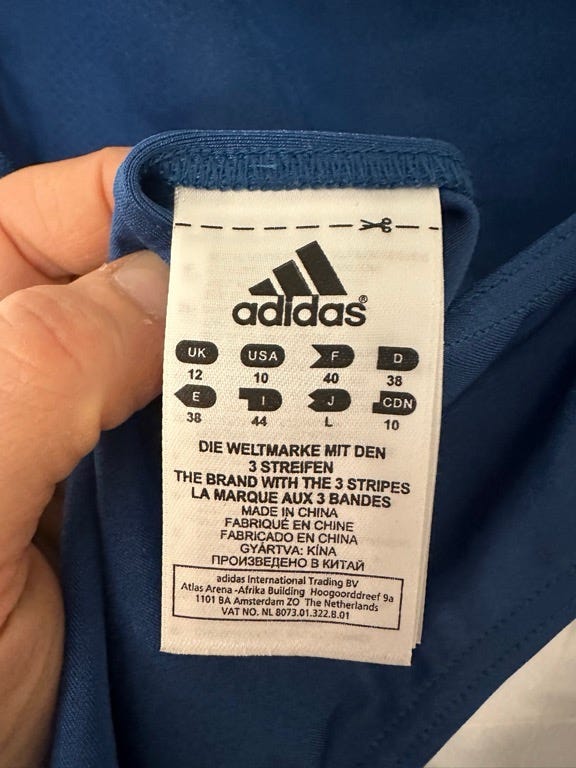 adidas®
UK USA F D
12 10 40 38
E I J CDN
38 44 L 10
DIE WELTMARKE MIT DEN
3 STREIFEN
THE BRAND WITH THE 3 STRIPES
LA MARQUE AUX 3 BANDES
MADE IN CHINA
FABRIQUÉ EN CHINE
FABRICADO EN CHINA
GYÁRTVA: KÍNA
ПРОИЗВЕДЕНО В КИТАЙ
adidas International Trading BV
Atlas Arena -Afrika Building Hoogoorddreef 9a
1101 BA Amsterdam ZO The Netherlands
VAT NO. NL 8073.01.322.B.01